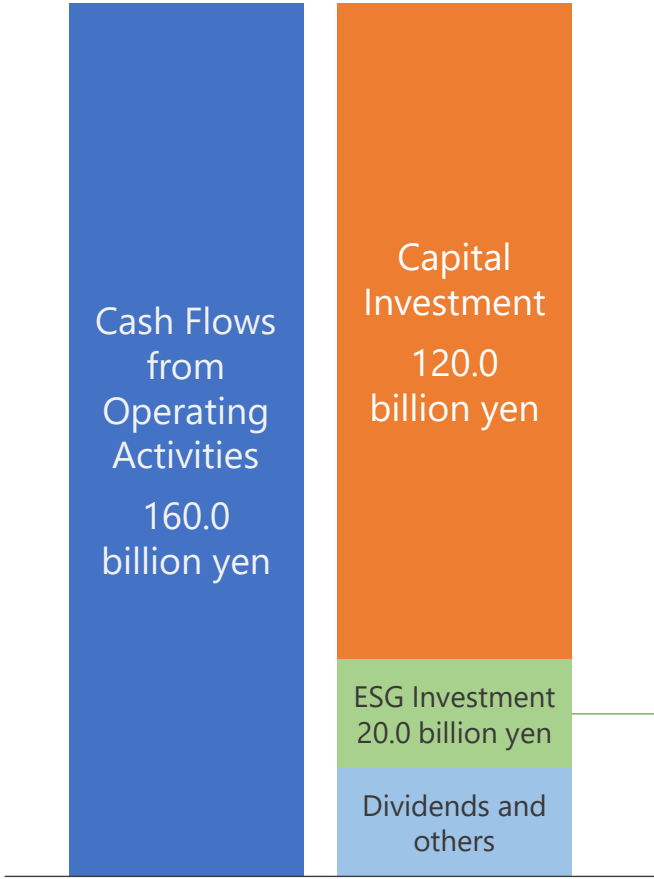 Cash Flows
from
Operating
Activities
160.0
billion yen
Capital
Investment
120.0
billion yen
ESG Investment
20.0 billion yen
Dividends and
others